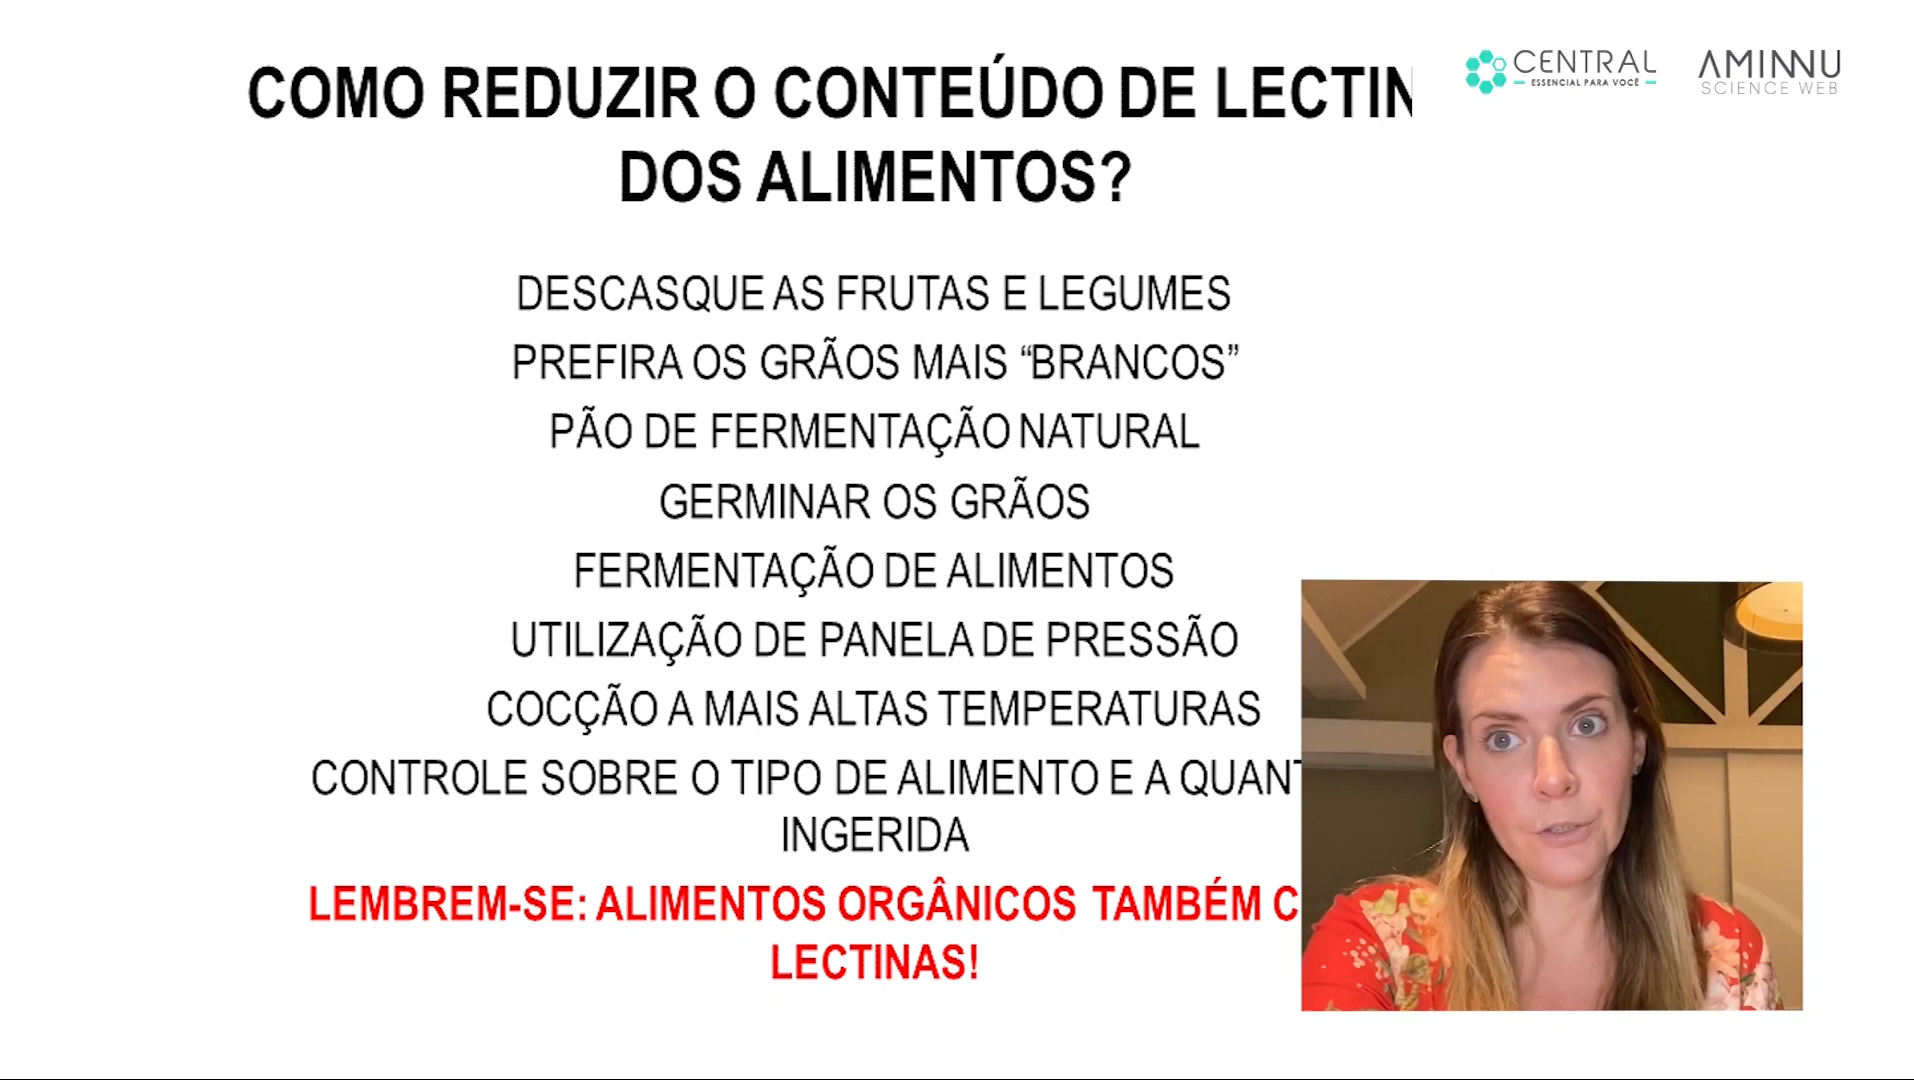 COMO REDUZIR O CONTEÚDO DE LECTIN
DOS ALIMENTOS?
CENTRAL
ESSENCIAL PARA VOCÊ
AMINNU
SCIENCE WEB
DESCASQUE AS FRUTAS E LEGUMES
PREFIRA OS GRÃOS MAIS “BRANCOS”
PÃO DE FERMENTAÇÃO NATURAL
GERMINAR OS GRÃOS
FERMENTAÇÃO DE ALIMENTOS
UTILIZAÇÃO DE PANELA DE PRESSÃO
COCÇÃO A MAIS ALTAS TEMPERATURAS
CONTROLE SOBRE O TIPO DE ALIMENTO E A QUANT
INGERIDA
LEMBREM-SE: ALIMENTOS ORGÂNICOS TAMBÉM C
LECTINAS!